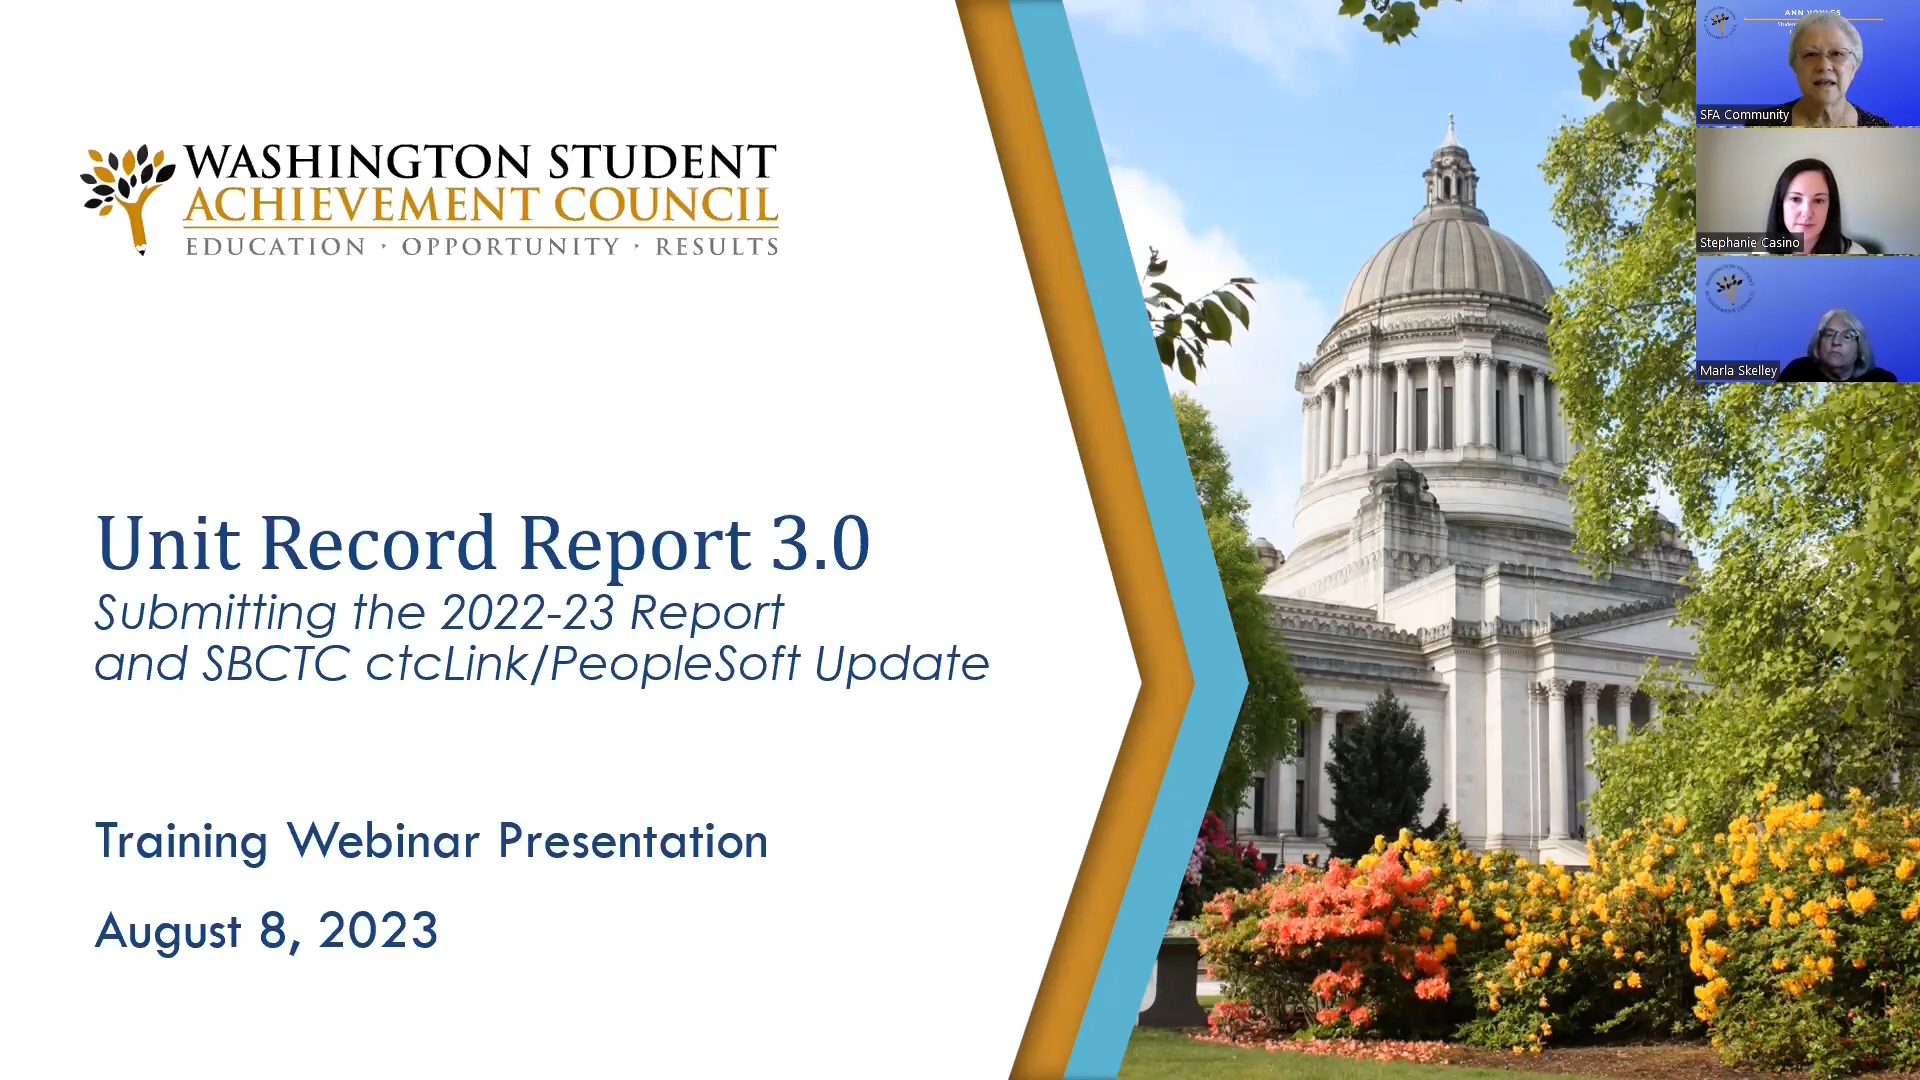 WASHINGTON STUDENT
ACHIEVEMENT COUNCIL
EDUCATION · OPPORTUNITY · RESULTS
Unit Record Report 3.0
Submitting the 2022-23 Report
and SBCTC ctcLink/PeopleSoft Update
Training Webinar Presentation
August 8, 2023
SFA Community
Stephanie Casino
Marla Skelley